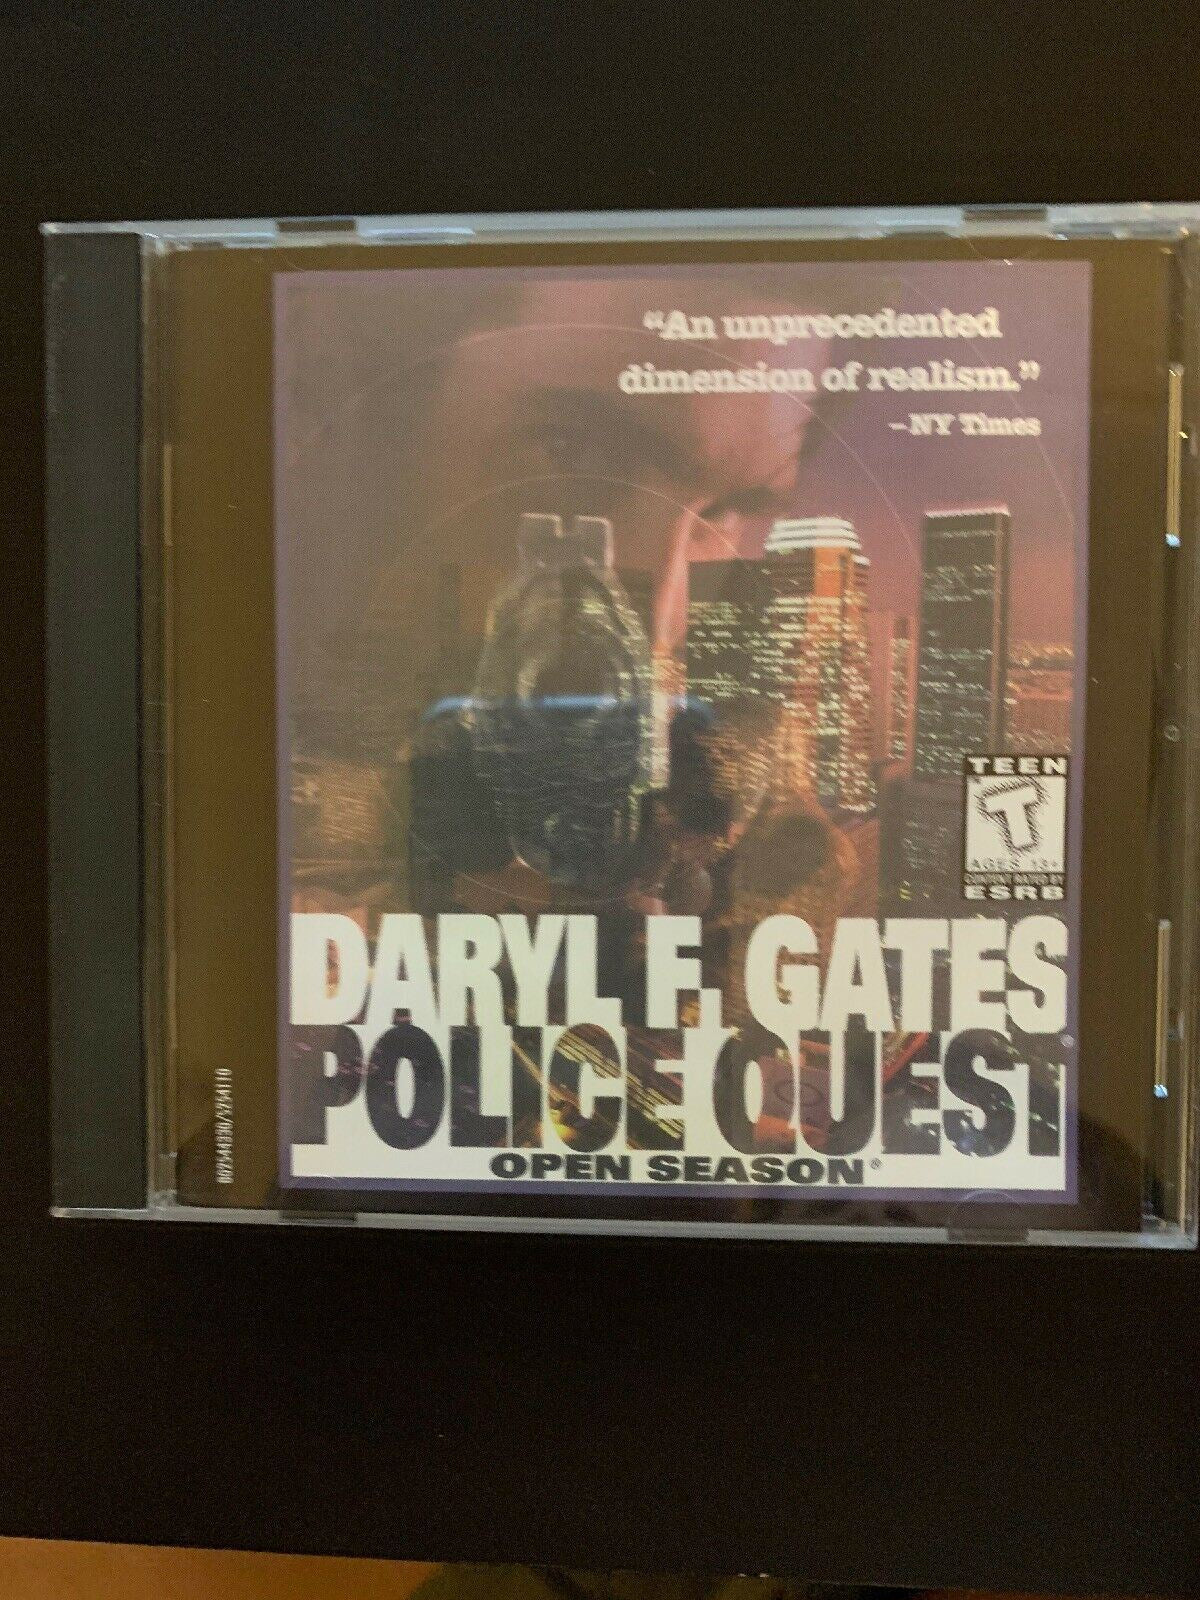 “An unprecedented
dimension of realism.”
–NY Times
TEEN
T
AGES 13+
CONTENT RATED BY
ESRB
DARYL F. GATES
POLICE QUEST
OPEN SEASON®